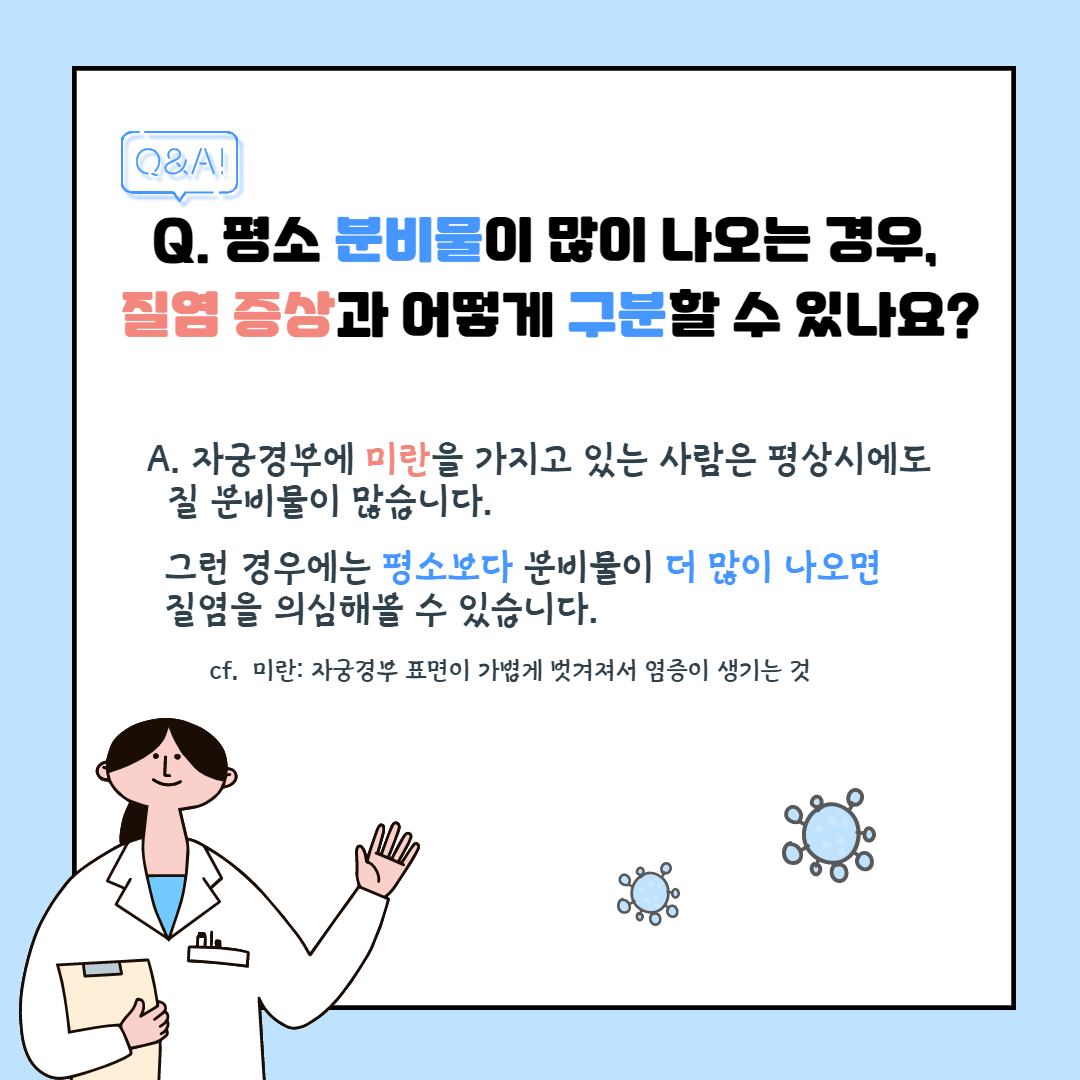 Q&A!
Q. 평소 분비물이 많이 나오는 경우,
질염 증상과 어떻게 구분할 수 있나요?
A. 자궁경부에 미란을 가지고 있는 사람은 평상시에도
질 분비물이 많습니다.
그런 경우에는 평소보다 분비물이 더 많이 나오면
질염을 의심해볼 수 있습니다.
cf. 미란: 자궁경부 표면이 가볍게 벗겨져서 염증이 생기는 것